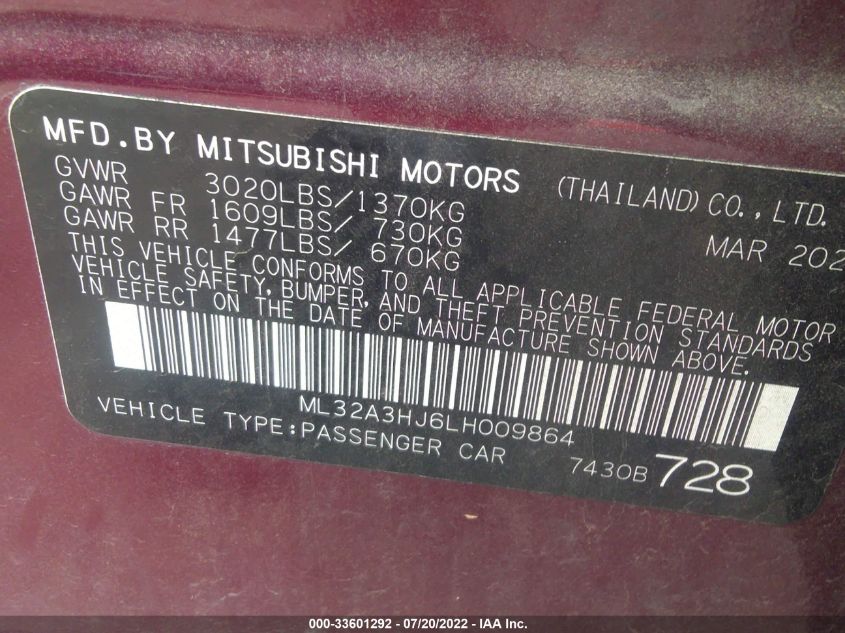 MFD.BY MITSUBISHI MOTORS (THAILAND) CO., LTD.
GVWR 3020LBS/1370KG
GAWR FR 1609LBS/ 730KG MAR 202
GAWR RR 1477LBS/ 670KG
THIS VEHICLE CONFORMS TO ALL APPLICABLE FEDERAL MOTOR
VEHICLE SAFETY, BUMPER, AND THEFT PREVENTION STANDARDS
IN EFFECT ON THE DATE OF MANUFACTURE SHOWN ABOVE.
ML32A3HJ6LH009864
VEHICLE TYPE:PASSENGER CAR 7430B 728
000-33601292 - 07/20/2022 - IAA Inc.